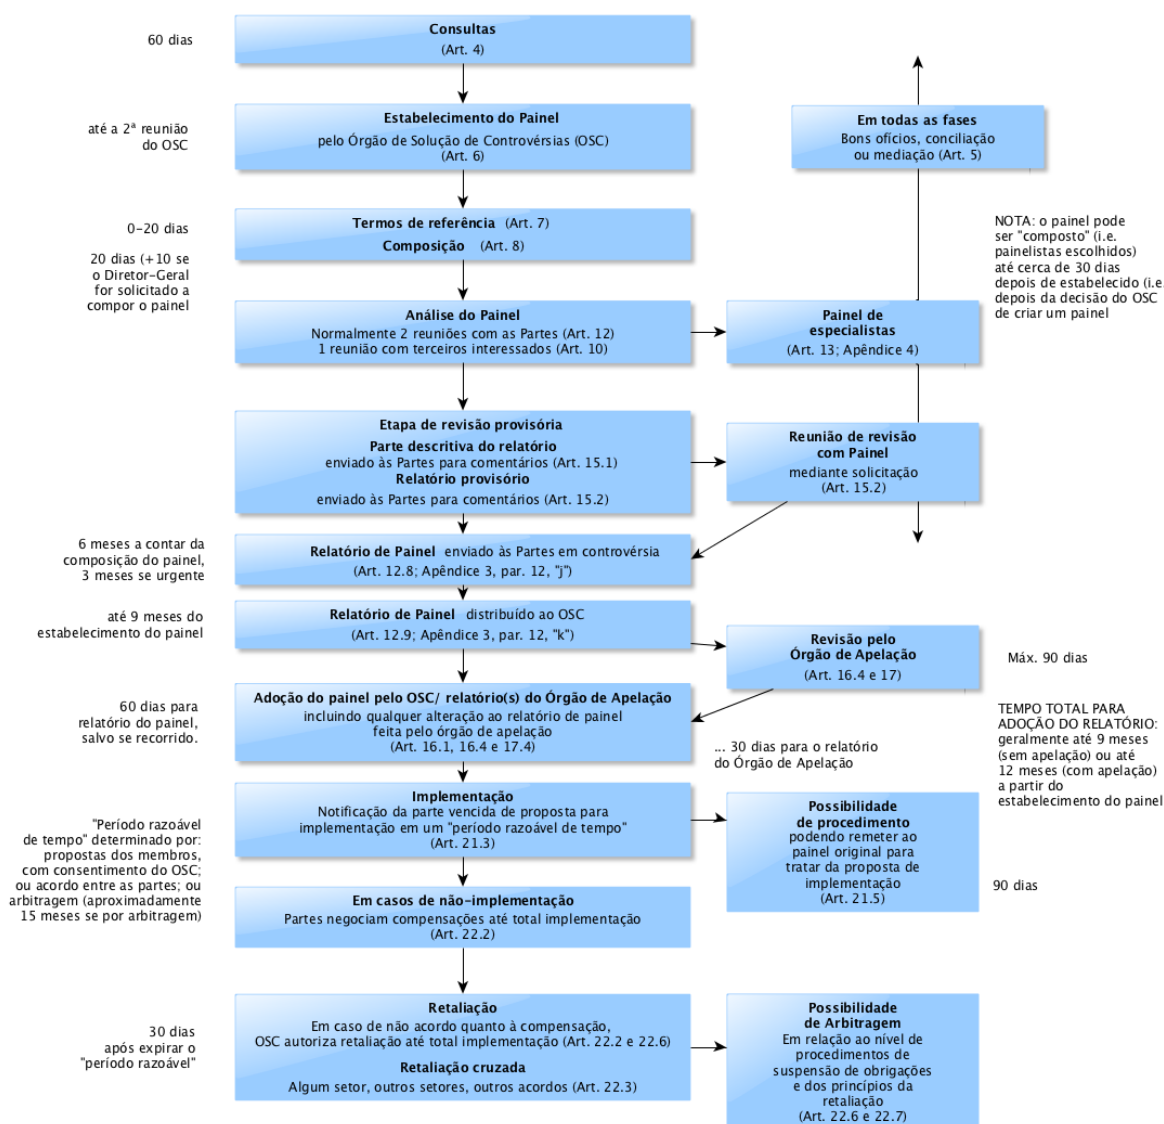 60 dias
Consultas
(Art. 4)
até a 2ª reunião
do OSC
Estabelecimento do Painel
pelo Órgão de Solução de Controvérsias (OSC)
(Art. 6)
Em todas as fases
Bons ofícios, conciliação
ou mediação (Art. 5)
0-20 dias
20 dias (+10 se
o Diretor-Geral
for solicitado a
compor o painel
Termos de referência (Art. 7)
Composição (Art. 8)
NOTA: o painel pode
ser "composto" (i.e.
painelistas escolhidos)
até cerca de 30 dias
depois de estabelecido (i.e.
depois da decisão do OSC
de criar um painel
Análise do Painel
Normalmente 2 reuniões com as Partes (Art. 12)
1 reunião com terceiros interessados (Art. 10)
Painel de
especialistas
(Art. 13; Apêndice 4)
Etapa de revisão provisória
Parte descritiva do relatório
enviado às Partes para comentários (Art. 15.1)
Relatório provisório
enviado às Partes para comentários (Art. 15.2)
Reunião de revisão
com Painel
mediante solicitação
(Art. 15.2)
6 meses a contar da
composição do painel,
3 meses se urgente
Relatório de Painel enviado às Partes em controvérsia
(Art. 12.8; Apêndice 3, par. 12, "j")
até 9 meses do
estabelecimento do painel
Relatório de Painel distribuído ao OSC
(Art. 12.9; Apêndice 3, par. 12, "k")
Revisão pelo
Órgão de Apelação
(Art. 16.4 e 17)
Máx. 90 dias
60 dias para
relatório do painel,
salvo se recorrido.
Adoção do painel pelo OSC/ relatório(s) do Órgão de Apelação
incluindo qualquer alteração ao relatório de painel
feita pelo órgão de apelação
(Art. 16.1, 16.4 e 17.4)
... 30 dias para o relatório
do Órgão de Apelação
TEMPO TOTAL PARA
ADOÇÃO DO RELATÓRIO:
geralmente até 9 meses
(sem apelação) ou até
12 meses (com apelação)
a partir do
estabelecimento do painel
"Período razoável
de tempo" determinado por:
propostas dos membros,
com consentimento do OSC;
ou acordo entre as partes; ou
arbitragem (aproximadamente
15 meses se por arbitragem)
Implementação
Notificação da parte vencida de proposta para
implementação em um "período razoável de tempo"
(Art. 21.3)
Possibilidade
de procedimento
podendo remeter ao
painel original para
tratar da proposta de
implementação
(Art. 21.5)
90 dias
Em casos de não-implementação
Partes negociam compensações até total implementação
(Art. 22.2)
30 dias
após expirar o
"período razoável"
Retaliação
Em caso de não acordo quanto à compensação,
OSC autoriza retaliação até total implementação (Art. 22.2 e 22.6)
Retaliação cruzada
Algum setor, outros setores, outros acordos (Art. 22.3)
Possibilidade
de Arbitragem
Em relação ao nível de
procedimentos de
suspensão de obrigações
e dos princípios da
retaliação
(Art. 22.6 e 22.7)